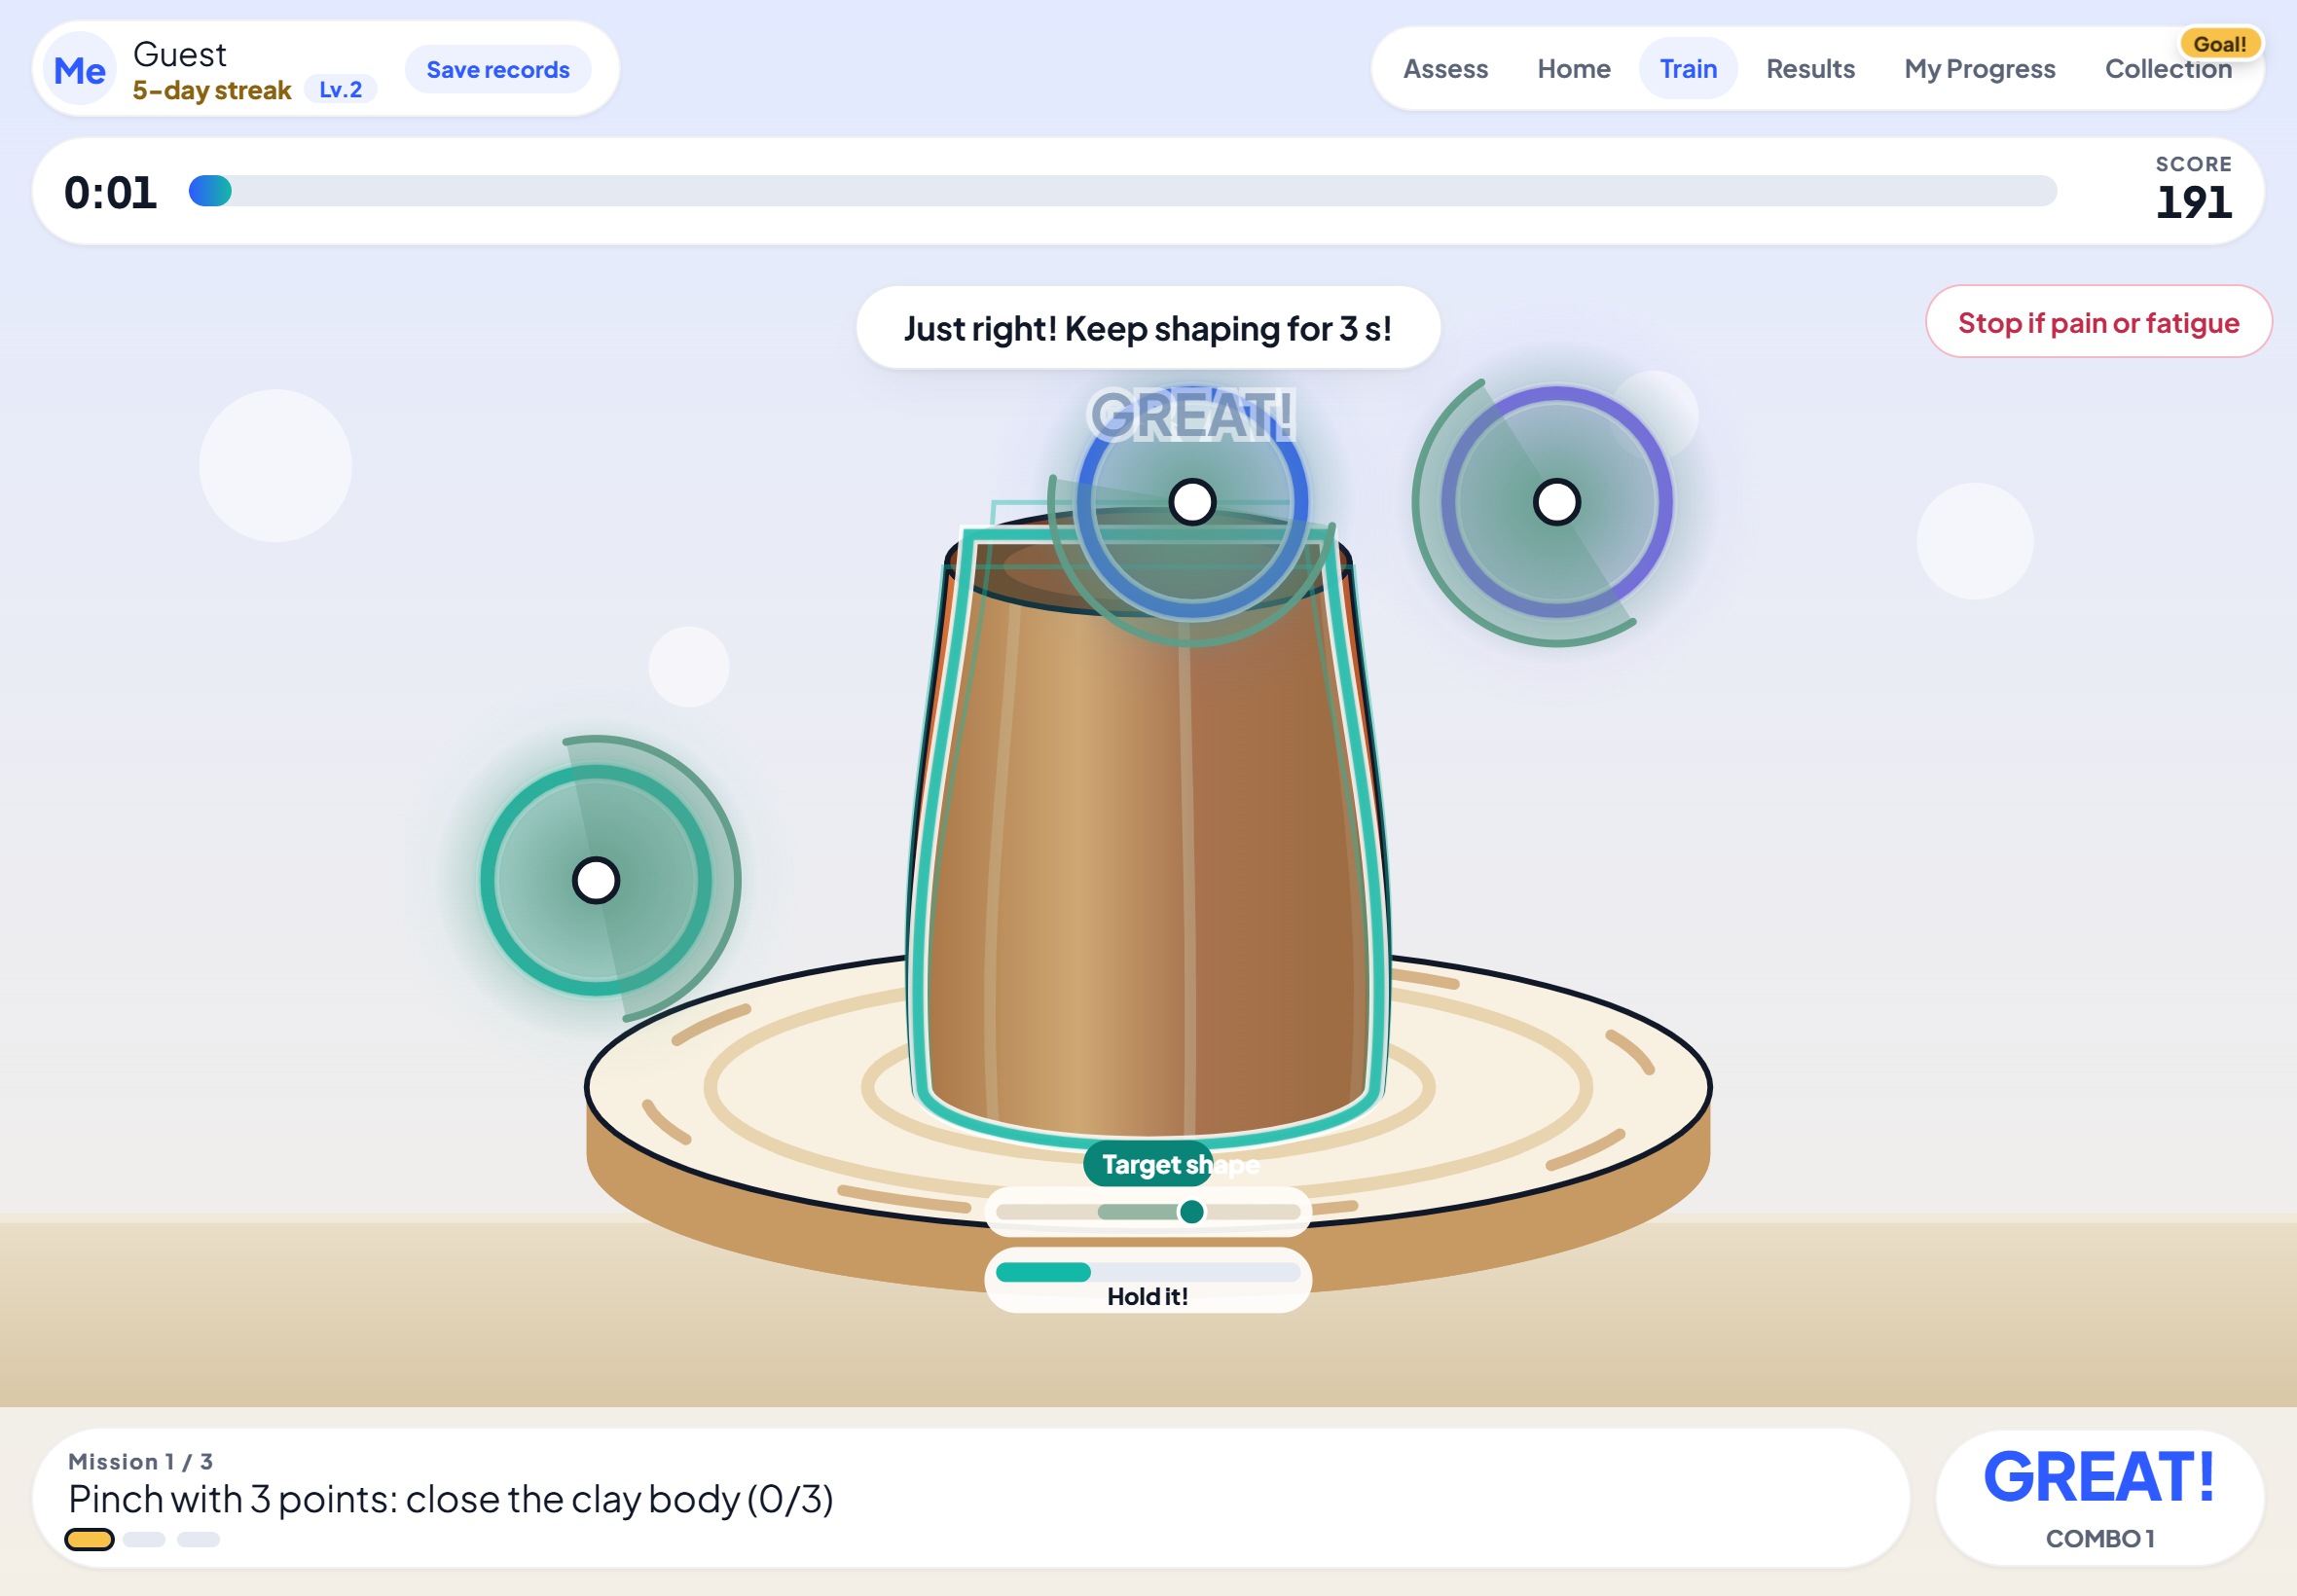 Me
Guest
5-day streak
Lv.2
Save records
Assess
Home
Train
Results
My Progress
Collection
Goal!
0:01
SCORE
191
Just right! Keep shaping for 3 s!
Stop if pain or fatigue
GREAT!
Target shape
Hold it!
Mission 1 / 3
Pinch with 3 points: close the clay body (0/3)
GREAT!
COMBO 1